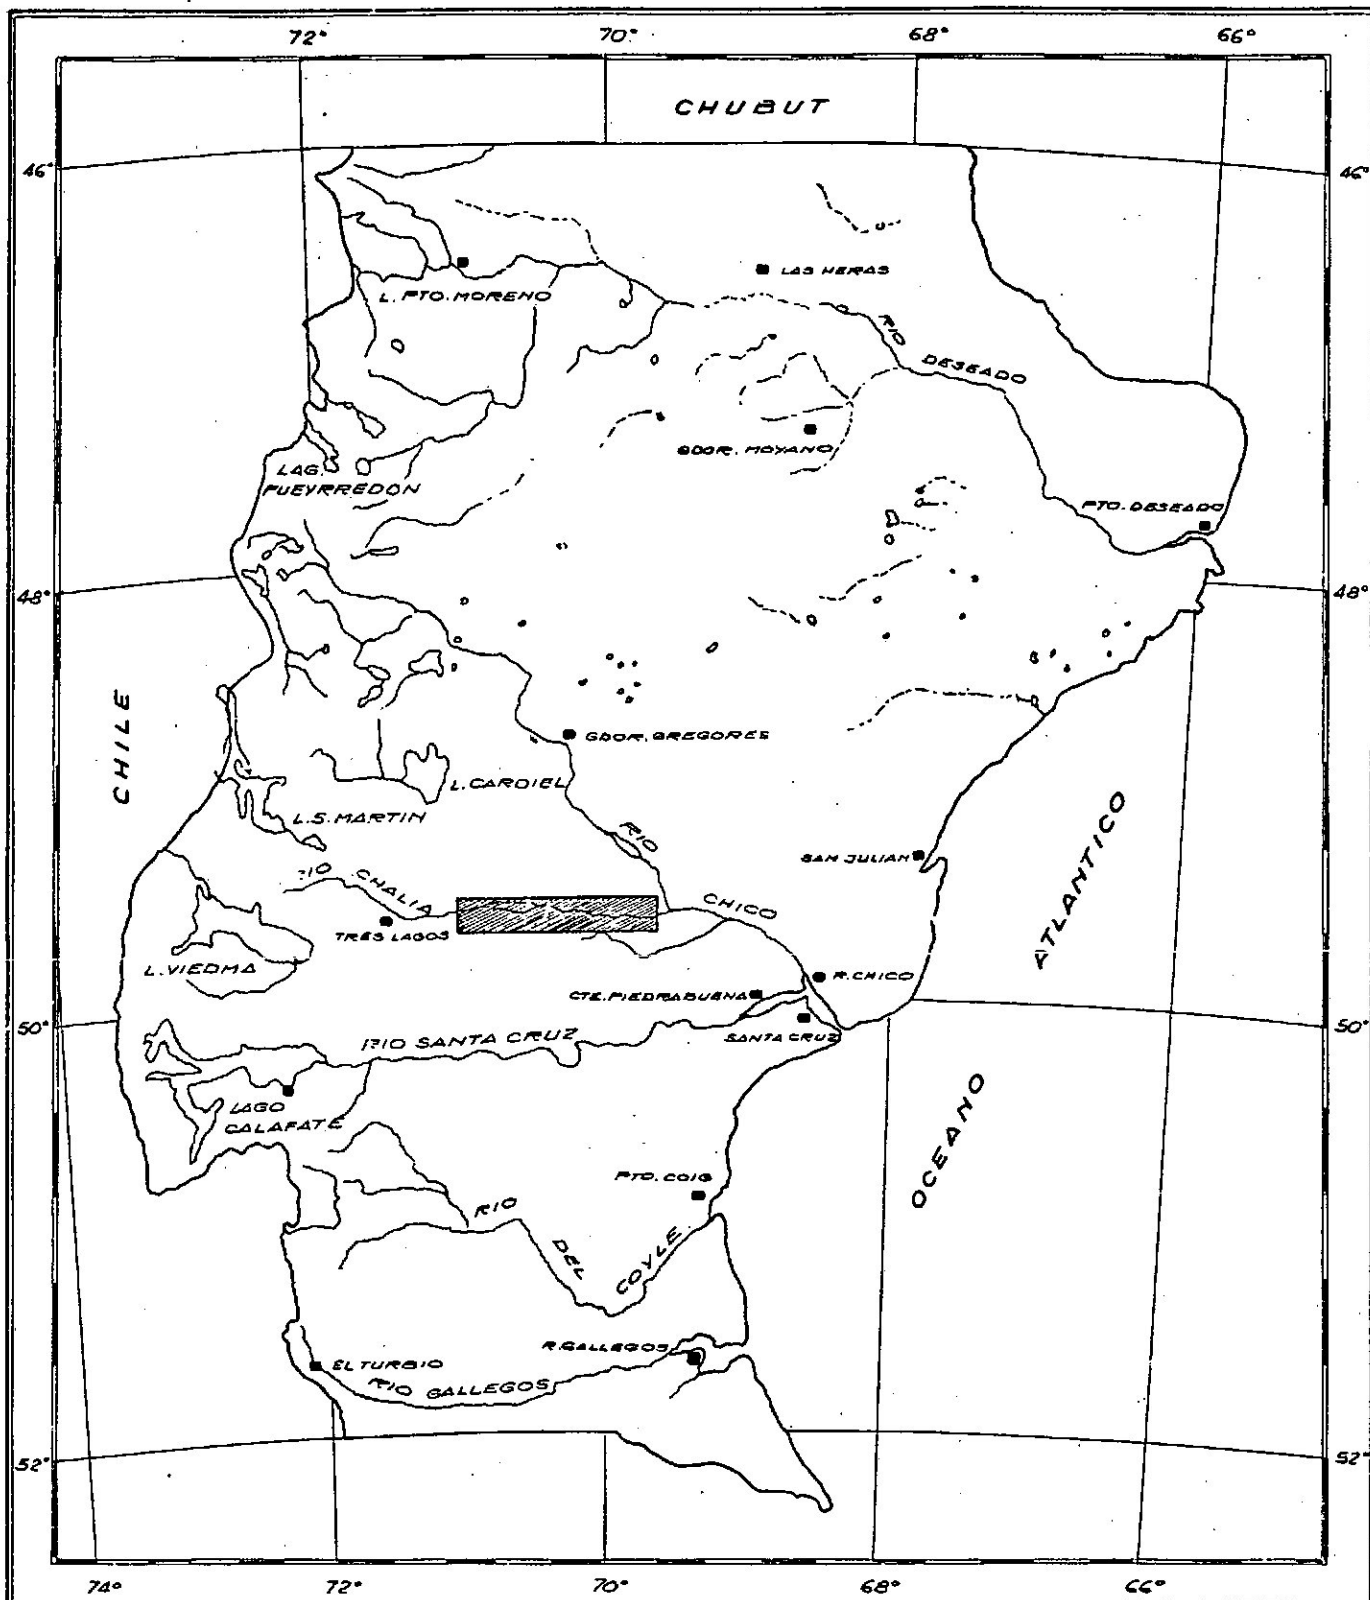 72° 70° 68° 66°
CHUBUT
46° 46°
LAS HERAS
L. PTO. MORENO
RIO
DESEADO
GDOR. MOYANO
LAG.
PUEYRREDON
PTO. DESEADO
48° 48°
CHILE
GDOR. GREGORES
L. CARDIEL
L.S. MARTIN
RIO
SAN JULIAN
ATLANTICO
RIO CHALIA
CHICO
TRES LAGOS
L. VIEDMA
R. CHICO
CTE. PIEDRABUENA
50° 50°
RIO SANTA CRUZ
SANTA CRUZ
OCEANO
LAGO
CALAFATE
PTO. COIG
RIO
DEL
COYLE
R. GALLEGOS
EL TURBIO
RIO GALLEGOS
52° 52°
74° 72° 70° 68° 66°